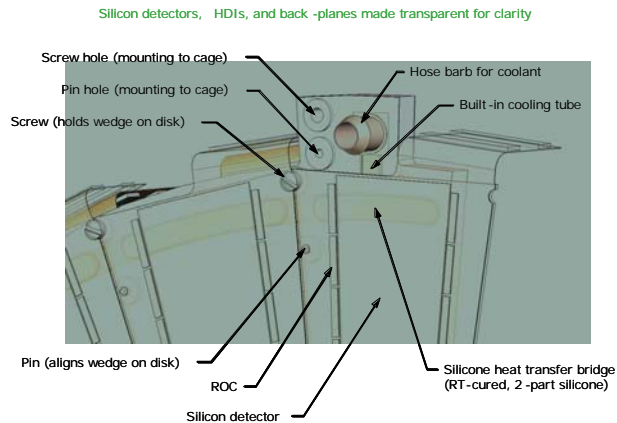 Silicon detectors, HDIs, and back -planes made transparent for clarity
Screw hole (mounting to cage)
Hose barb for coolant
Pin hole (mounting to cage)
Built-in cooling tube
Screw (holds wedge on disk)
Pin (aligns wedge on disk)
Silicone heat transfer bridge
(RT-cured, 2 -part silicone)
ROC
Silicon detector